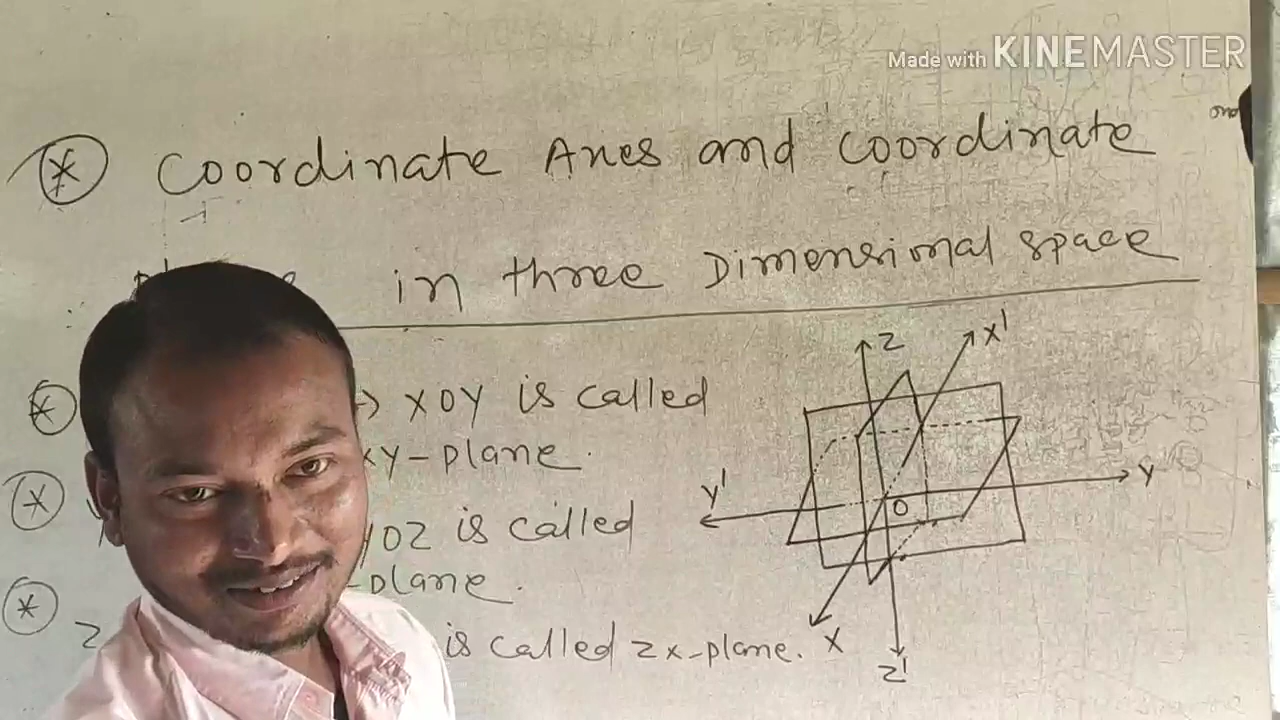 Made with KINEMASTER
* Coordinate Axes and Coordinate
in three Dimensional space
* → XOY is called
XY-plane.
* YOZ is called
-plane.
* Z is called ZX-plane.
Z
X'
Y'
O
Y
X
Z'